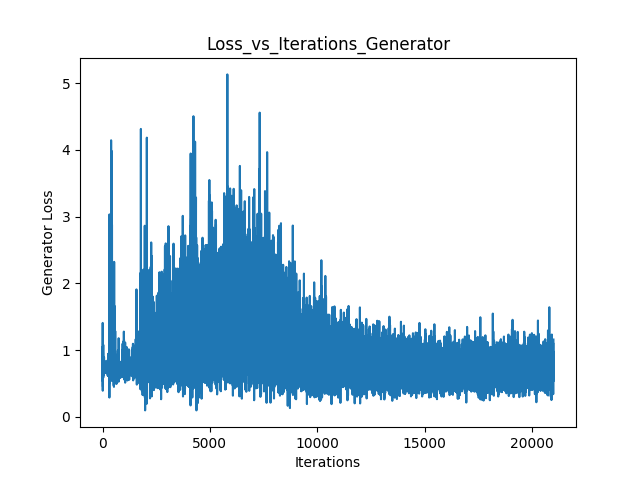 Loss_vs_Iterations_Generator
5
4
3
2
1
0
Generator Loss
0 5000 10000 15000 20000
Iterations